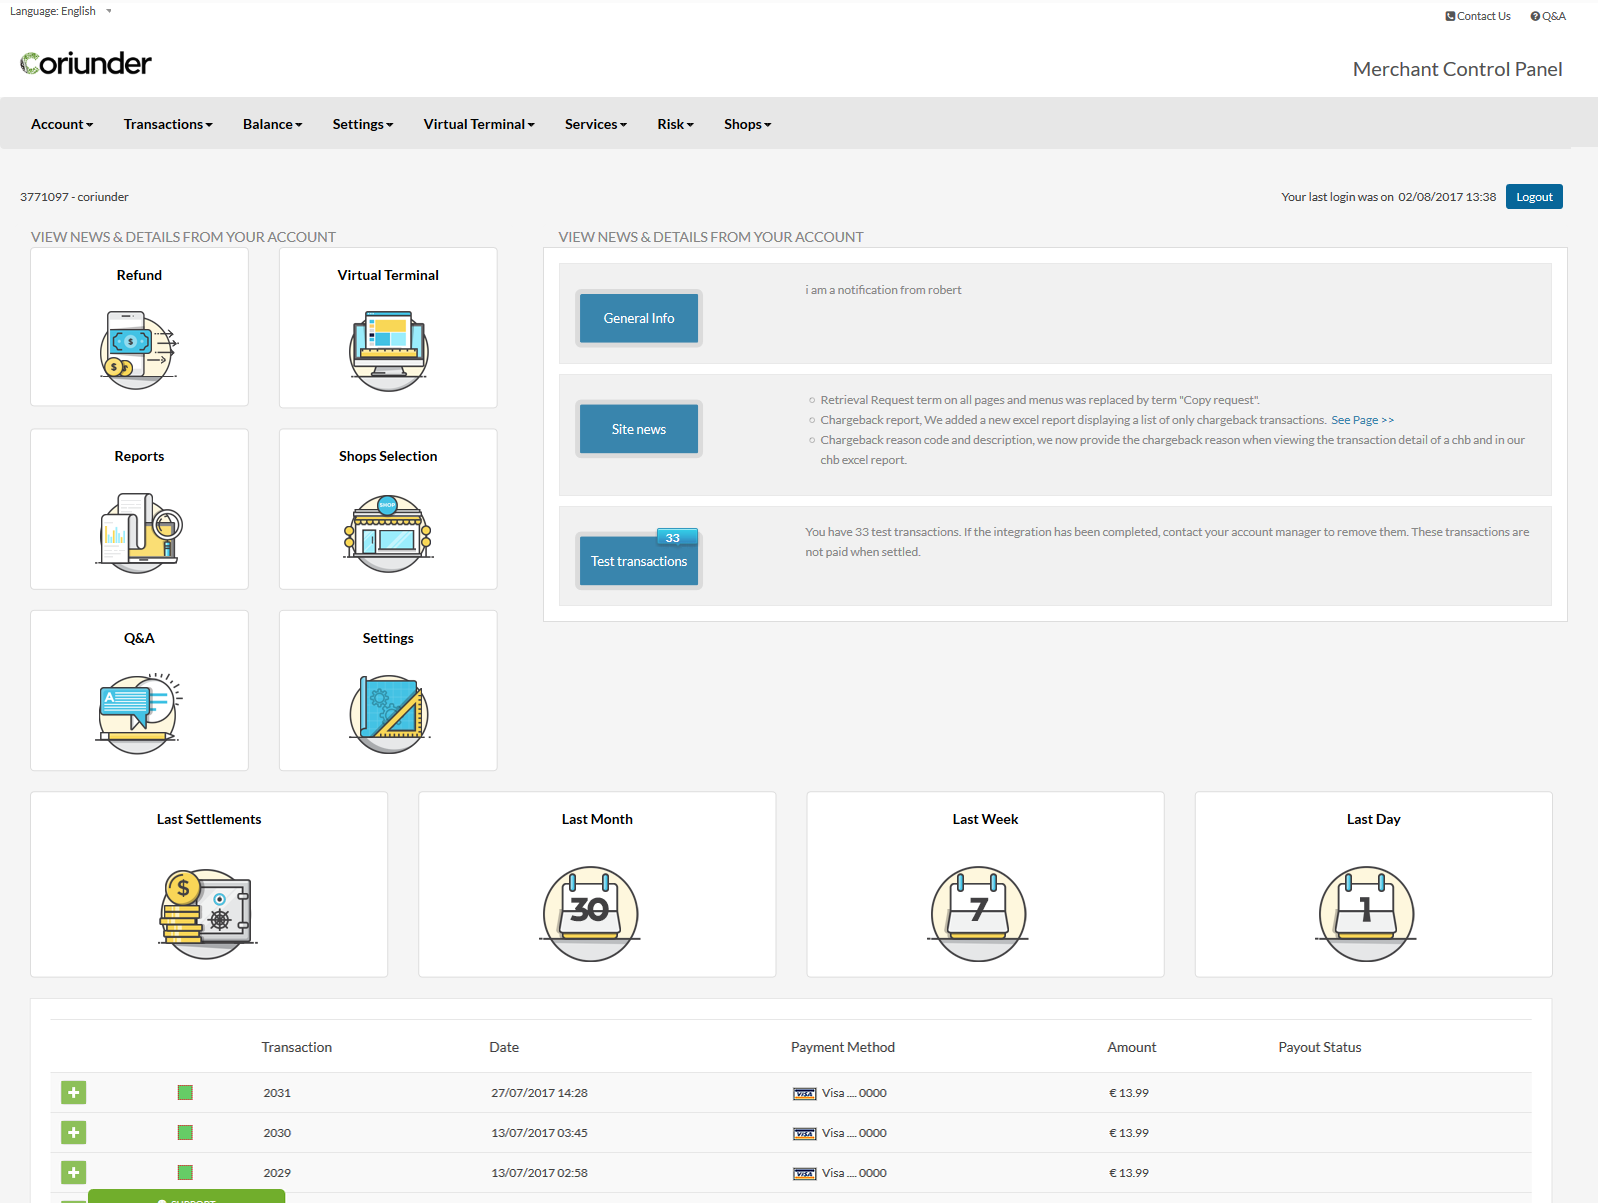 Language: English
Contact Us
Q&A
Coriunder
Merchant Control Panel
Account
Transactions
Balance
Settings
Virtual Terminal
Services
Risk
Shops
3771097 - coriunder
Your last login was on 02/08/2017 13:38
Logout
VIEW NEWS & DETAILS FROM YOUR ACCOUNT
Refund
Virtual Terminal
Reports
Shops Selection
SHOP
Q&A
A
Settings
VIEW NEWS & DETAILS FROM YOUR ACCOUNT
General Info
i am a notification from robert
Site news
Retrieval Request term on all pages and menus was replaced by term "Copy request".
Chargeback report, We added a new excel report displaying a list of only chargeback transactions. See Page >>
Chargeback reason code and description, we now provide the chargeback reason when viewing the transaction detail of a chb and in our
chb excel report.
33
Test transactions
You have 33 test transactions. If the integration has been completed, contact your account manager to remove them. These transactions are
not paid when settled.
Last Settlements
$
Last Month
30
Last Week
7
Last Day
1
Transaction Date Payment Method Amount Payout Status
2031 27/07/2017 14:28 VISA Visa .... 0000 € 13.99
2030 13/07/2017 03:45 VISA Visa .... 0000 € 13.99
2029 13/07/2017 02:58 VISA Visa .... 0000 € 13.99
SUPPORT